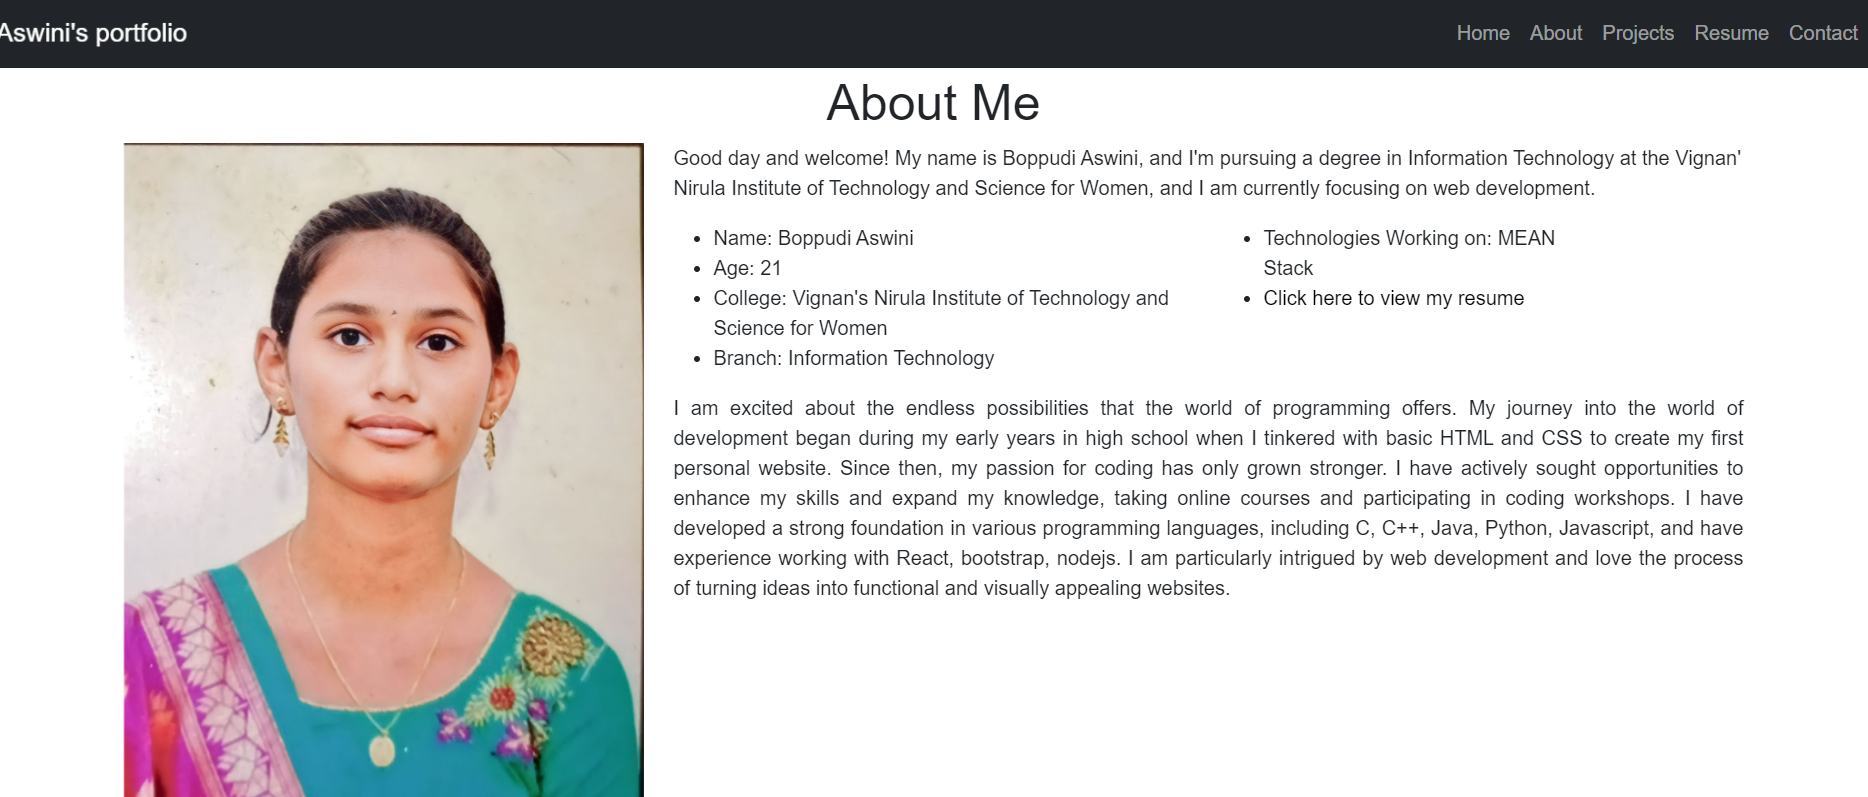 Aswini's portfolio
Home About Projects Resume Contact
About Me
Good day and welcome! My name is Boppudi Aswini, and I'm pursuing a degree in Information Technology at the Vignan'
Nirula Institute of Technology and Science for Women, and I am currently focusing on web development.
• Name: Boppudi Aswini
• Age: 21
• College: Vignan's Nirula Institute of Technology and
Science for Women
• Branch: Information Technology
• Technologies Working on: MEAN
Stack
• Click here to view my resume
I am excited about the endless possibilities that the world of programming offers. My journey into the world of
development began during my early years in high school when I tinkered with basic HTML and CSS to create my first
personal website. Since then, my passion for coding has only grown stronger. I have actively sought opportunities to
enhance my skills and expand my knowledge, taking online courses and participating in coding workshops. I have
developed a strong foundation in various programming languages, including C, C++, Java, Python, Javascript, and have
experience working with React, bootstrap, nodejs. I am particularly intrigued by web development and love the process
of turning ideas into functional and visually appealing websites.